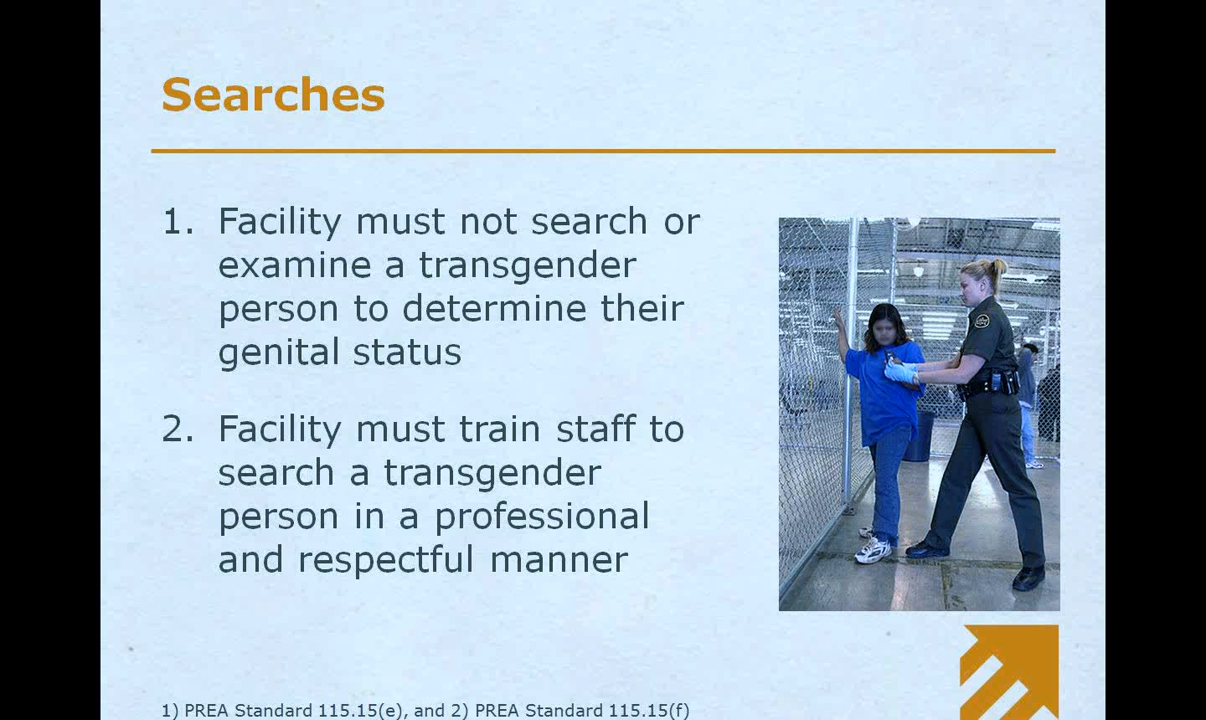 Searches
1. Facility must not search or
examine a transgender
person to determine their
genital status
2. Facility must train staff to
search a transgender
person in a professional
and respectful manner
1) PREA Standard 115.15(e), and 2) PREA Standard 115.15(f)